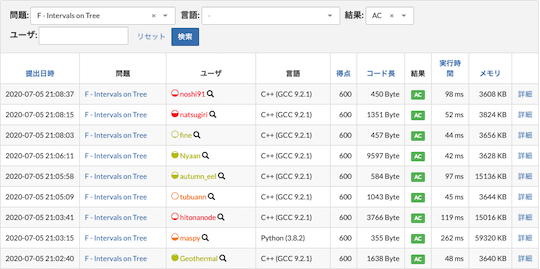 問題: F - Intervals on Tree × 言語: - 結果: AC ×
ユーザ: リセット 検索
提出日時 問題 ユーザ 言語 得点 コード長 結果 実行時間 メモリ
2020-07-05 21:08:37 F - Intervals on Tree noshi91 C++ (GCC 9.2.1) 600 450 Byte AC 98 ms 3608 KB 詳細
2020-07-05 21:08:15 F - Intervals on Tree natsugiri C++ (GCC 9.2.1) 600 1351 Byte AC 52 ms 3824 KB 詳細
2020-07-05 21:08:03 F - Intervals on Tree fine C++ (GCC 9.2.1) 600 457 Byte AC 44 ms 3656 KB 詳細
2020-07-05 21:06:11 F - Intervals on Tree Nyaan C++ (GCC 9.2.1) 600 9597 Byte AC 42 ms 3628 KB 詳細
2020-07-05 21:05:58 F - Intervals on Tree autumn_eel C++ (GCC 9.2.1) 600 584 Byte AC 97 ms 15136 KB 詳細
2020-07-05 21:05:09 F - Intervals on Tree tubuann C++ (GCC 9.2.1) 600 1043 Byte AC 45 ms 3644 KB 詳細
2020-07-05 21:03:41 F - Intervals on Tree hitonanode C++ (GCC 9.2.1) 600 3766 Byte AC 119 ms 15016 KB 詳細
2020-07-05 21:03:15 F - Intervals on Tree maspy Python (3.8.2) 600 355 Byte AC 262 ms 59320 KB 詳細
2020-07-05 21:02:40 F - Intervals on Tree Geothermal C++ (GCC 9.2.1) 600 1638 Byte AC 48 ms 3640 KB 詳細